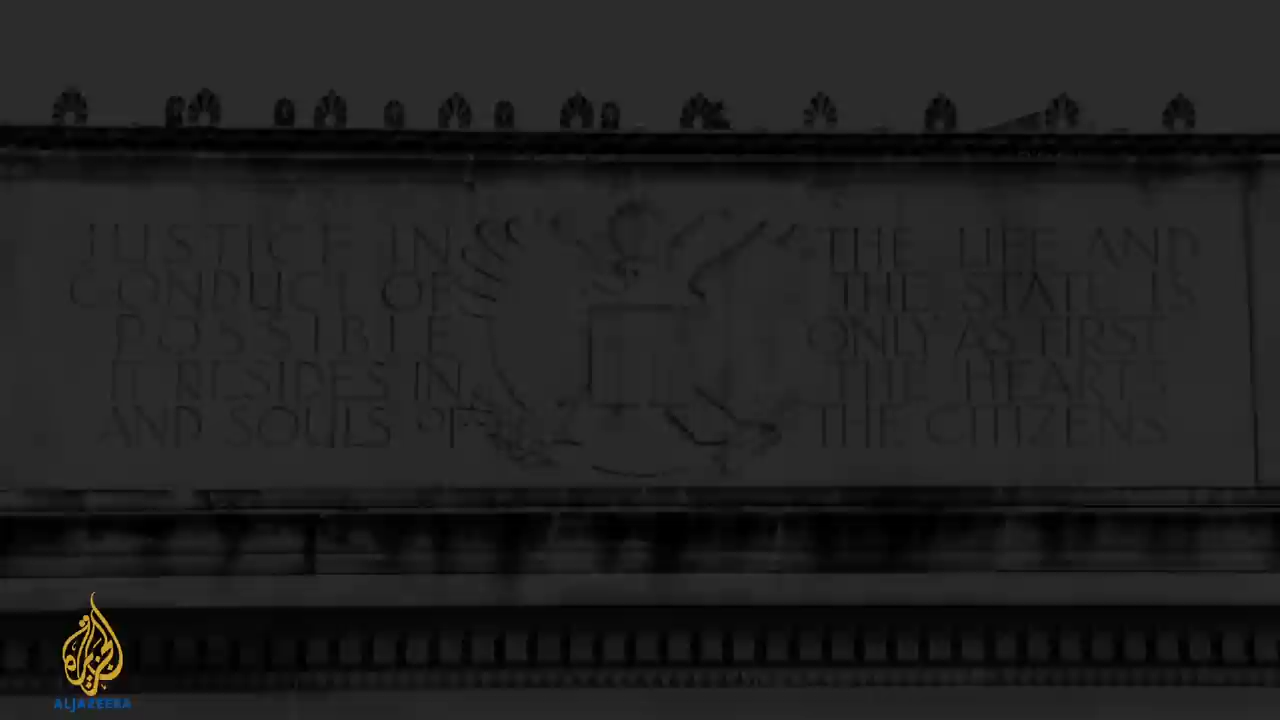 JUSTICE IN THE LIFE AND
CONDUCT OF THE STATE IS
POSSIBLE ONLY AS FIRST
IT RESIDES IN THE HEARTS
AND SOULS OF THE CITIZENS
الجزيرة
ALJAZEERA